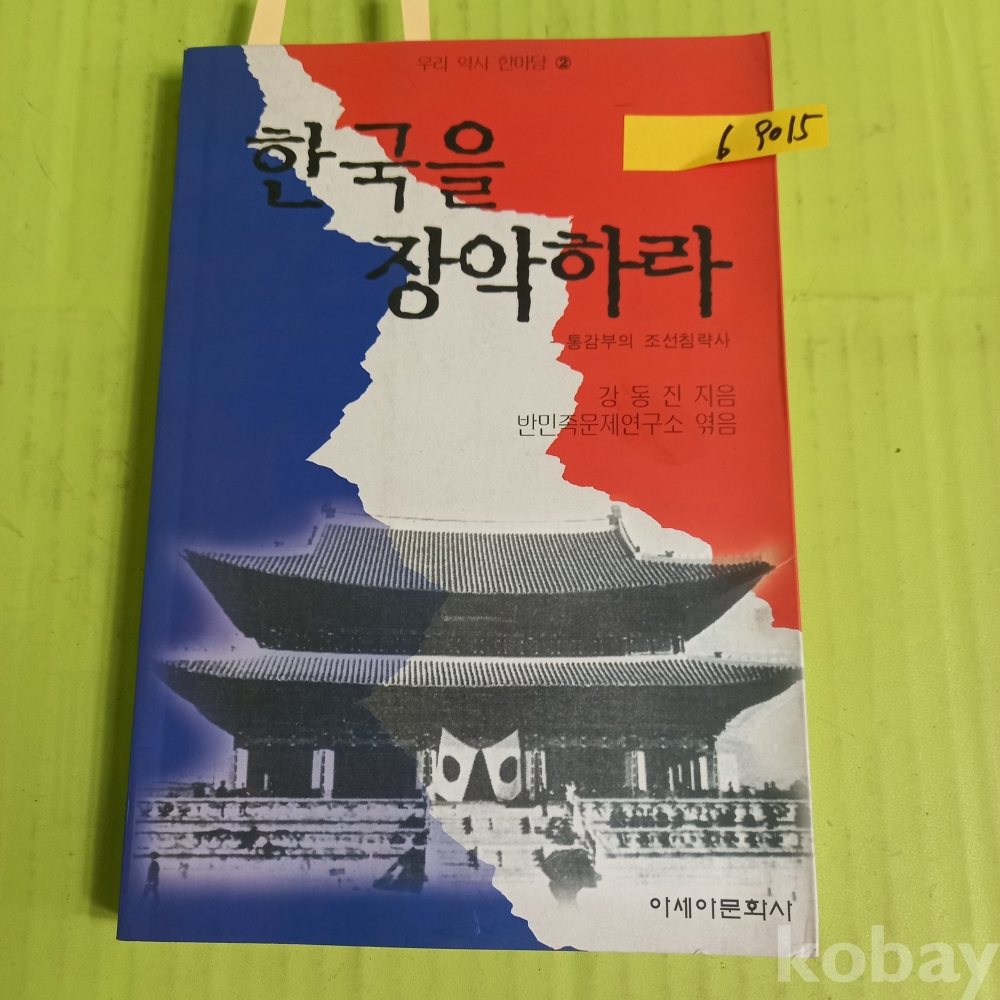 우리 역사 한마당 ②
6 9015
한국을
장악하라
통감부의 조선침략사
강동진 지음
반민족문제연구소 엮음
아세아문화사
kobay